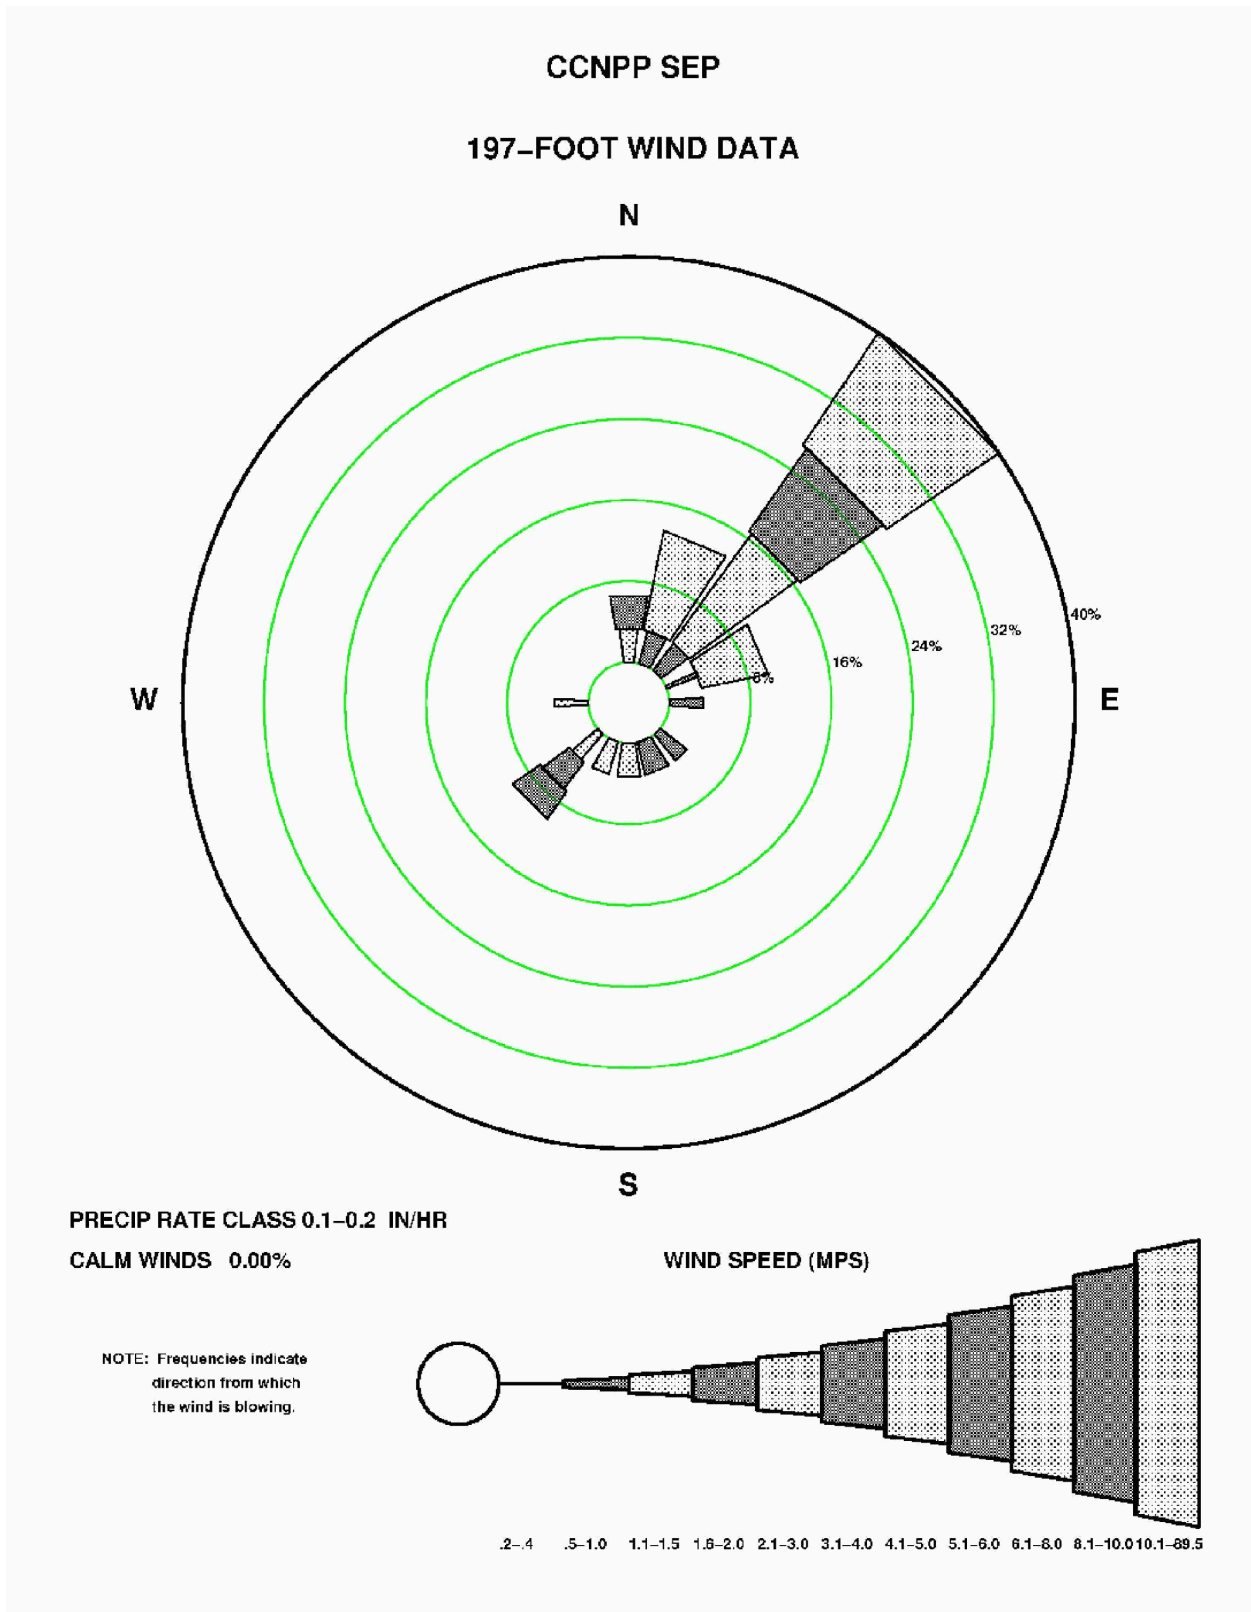 CCNPP SEP
197–FOOT WIND DATA
N
40%
32%
24%
16%
8%
W
E
S
PRECIP RATE CLASS 0.1–0.2 IN/HR
CALM WINDS 0.00%
WIND SPEED (MPS)
NOTE: Frequencies indicate
direction from which
the wind is blowing.
.2–.4 .5–1.0 1.1–1.5 1.6–2.0 2.1–3.0 3.1–4.0 4.1–5.0 5.1–6.0 6.1–8.0 8.1–10.0 10.1–89.5